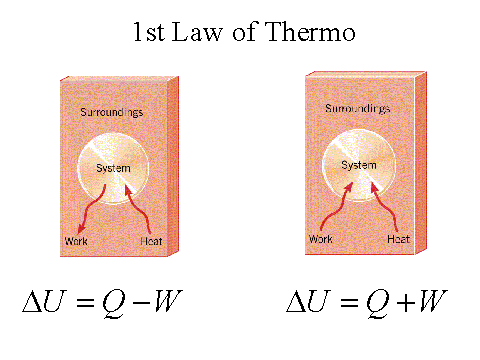 1st Law of Thermo
Surroundings
System
Work Heat
ΔU = Q − W
Surroundings
System
Work Heat
ΔU = Q + W